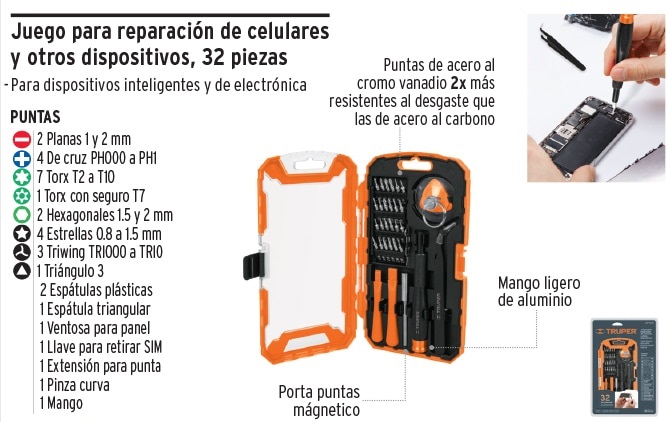 Juego para reparación de celulares
y otros dispositivos, 32 piezas
- Para dispositivos inteligentes y de electrónica
PUNTAS
2 Planas 1 y 2 mm
4 De cruz PH000 a PH1
7 Torx T2 a T10
1 Torx con seguro T7
2 Hexagonales 1.5 y 2 mm
4 Estrellas 0.8 a 1.5 mm
3 Triwing TRI000 a TRI0
1 Triángulo 3
2 Espátulas plásticas
1 Espátula triangular
1 Ventosa para panel
1 Llave para retirar SIM
1 Extensión para punta
1 Pinza curva
1 Mango
Puntas de acero al
cromo vanadio 2x más
resistentes al desgaste que
las de acero al carbono
TRUPER
TRUPER
Mango ligero
de aluminio
Porta puntas
mágnetico
TRUPER
32